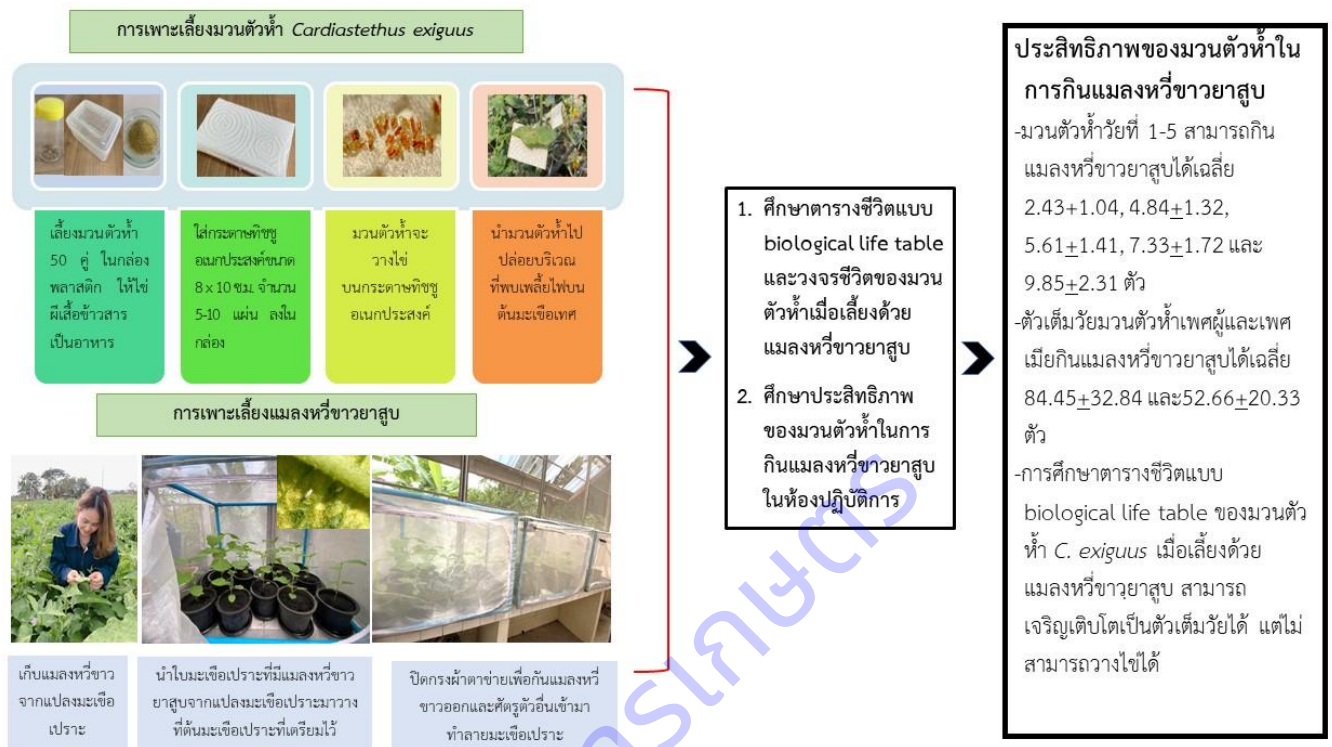 การเพาะเลี้ยงมวนตัวห้ำ Cardiastethus exiguus
เลี้ยงมวนตัวห้ำ
50 คู่ ในกล่อง
พลาสติก ให้ไข่
ผีเสื้อข้าวสาร
เป็นอาหาร
ใส่กระดาษทิชชู
อเนกประสงค์ขนาด
8 x 10 ซม. จำนวน
5-10 แผ่น ลงใน
กล่อง
มวนตัวห้ำจะ
วางไข่
บนกระดาษทิชชู
อเนกประสงค์
นำมวนตัวห้ำไป
ปล่อยบริเวณ
ที่พบเพลี้ยไฟบน
ต้นมะเขือเทศ
การเพาะเลี้ยงแมลงหวี่ขาวยาสูบ
เก็บแมลงหวี่ขาว
จากแปลงมะเขือ
เปราะ
นำใบมะเขือเปราะที่มีแมลงหวี่ขาว
ยาสูบจากแปลงมะเขือเปราะมาวาง
ที่ต้นมะเขือเปราะที่เตรียมไว้
ปิดกรงผ้าตาข่ายเพื่อกันแมลงหวี่
ขาวออกและศัตรูตัวอื่นเข้ามา
ทำลายมะเขือเปราะ
1. ศึกษาตารางชีวิตแบบ
biological life table
และวงจรชีวิตของมวน
ตัวห้ำเมื่อเลี้ยงด้วย
แมลงหวี่ขาวยาสูบ
2. ศึกษาประสิทธิภาพ
ของมวนตัวห้ำในการ
กินแมลงหวี่ขาวยาสูบ
ในห้องปฏิบัติการ
ประสิทธิภาพของมวนตัวห้ำใน
การกินแมลงหวี่ขาวยาสูบ
-มวนตัวห้ำวัยที่ 1-5 สามารถกิน
แมลงหวี่ขาวยาสูบได้เฉลี่ย
2.43+1.04, 4.84±1.32,
5.61±1.41, 7.33±1.72 และ
9.85±2.31 ตัว
-ตัวเต็มวัยมวนตัวห้ำเพศผู้และเพศ
เมียกินแมลงหวี่ขาวยาสูบได้เฉลี่ย
84.45±32.84 และ52.66±20.33
ตัว
-การศึกษาตารางชีวิตแบบ
biological life table ของมวนตัว
ห้ำ C. exiguus เมื่อเลี้ยงด้วย
แมลงหวี่ขาวยาสูบ สามารถ
เจริญเติบโตเป็นตัวเต็มวัยได้ แต่ไม่
สามารถวางไข่ได้